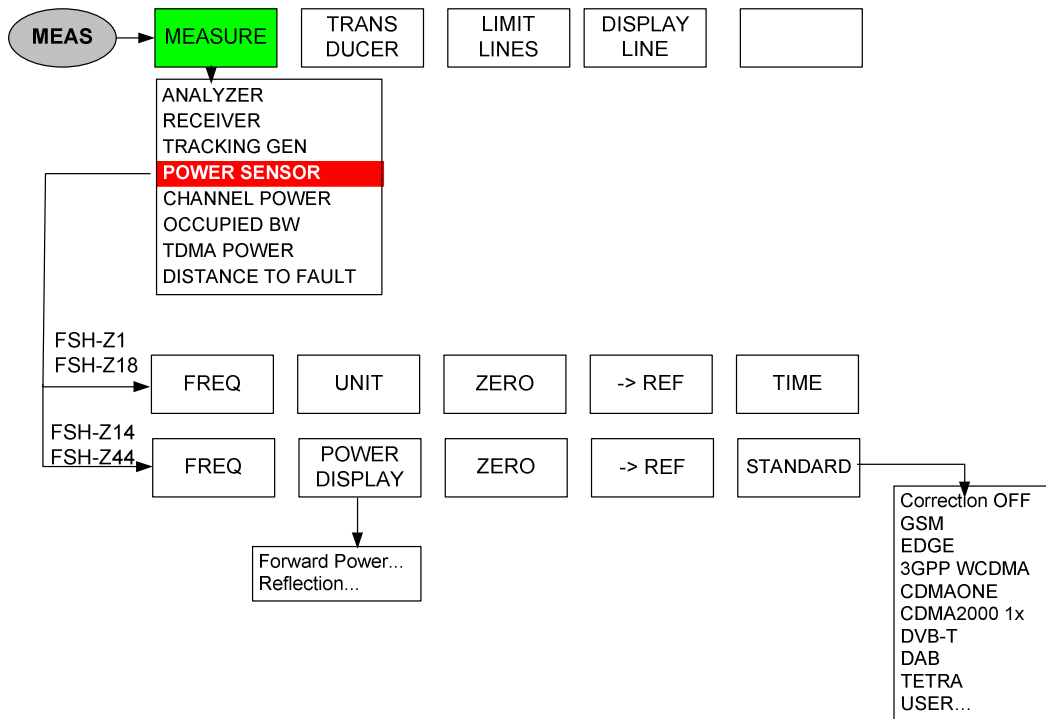 MEAS
MEASURE
TRANS
DUCER
LIMIT
LINES
DISPLAY
LINE
ANALYZER
RECEIVER
TRACKING GEN
POWER SENSOR
CHANNEL POWER
OCCUPIED BW
TDMA POWER
DISTANCE TO FAULT
FSH-Z1
FSH-Z18
FREQ
UNIT
ZERO
-> REF
TIME
FSH-Z14
FSH-Z44
FREQ
POWER
DISPLAY
ZERO
-> REF
STANDARD
Forward Power...
Reflection...
Correction OFF
GSM
EDGE
3GPP WCDMA
CDMAONE
CDMA2000 1x
DVB-T
DAB
TETRA
USER...